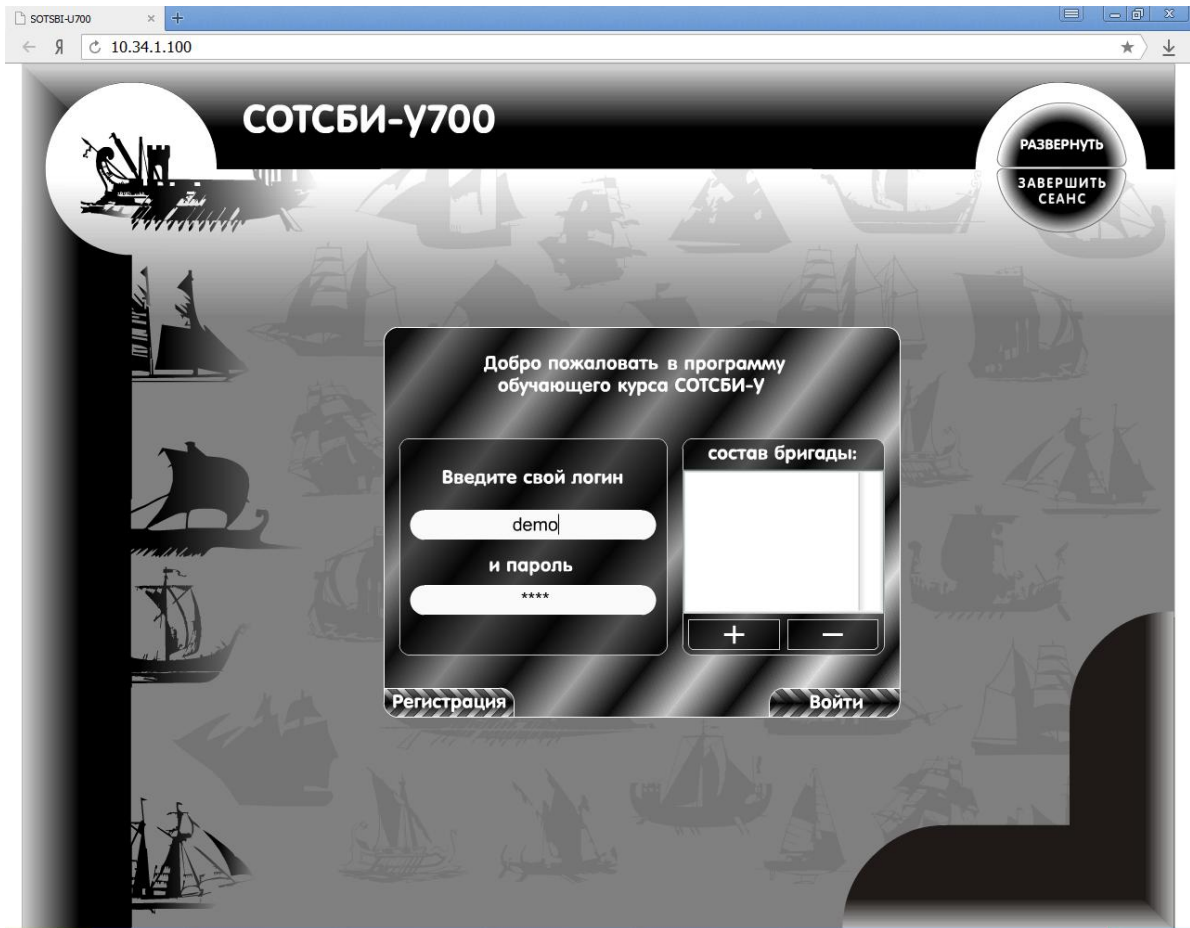 SOTSBI-U700
Я
10.34.1.100
СОТСБИ-У700
РАЗВЕРНУТЬ
ЗАВЕРШИТЬ
СЕАНС
Добро пожаловать в программу
обучающего курса СОТСБИ-У
Введите свой логин
demo
и пароль
****
состав бригады:
+
−
Регистрация
Войти